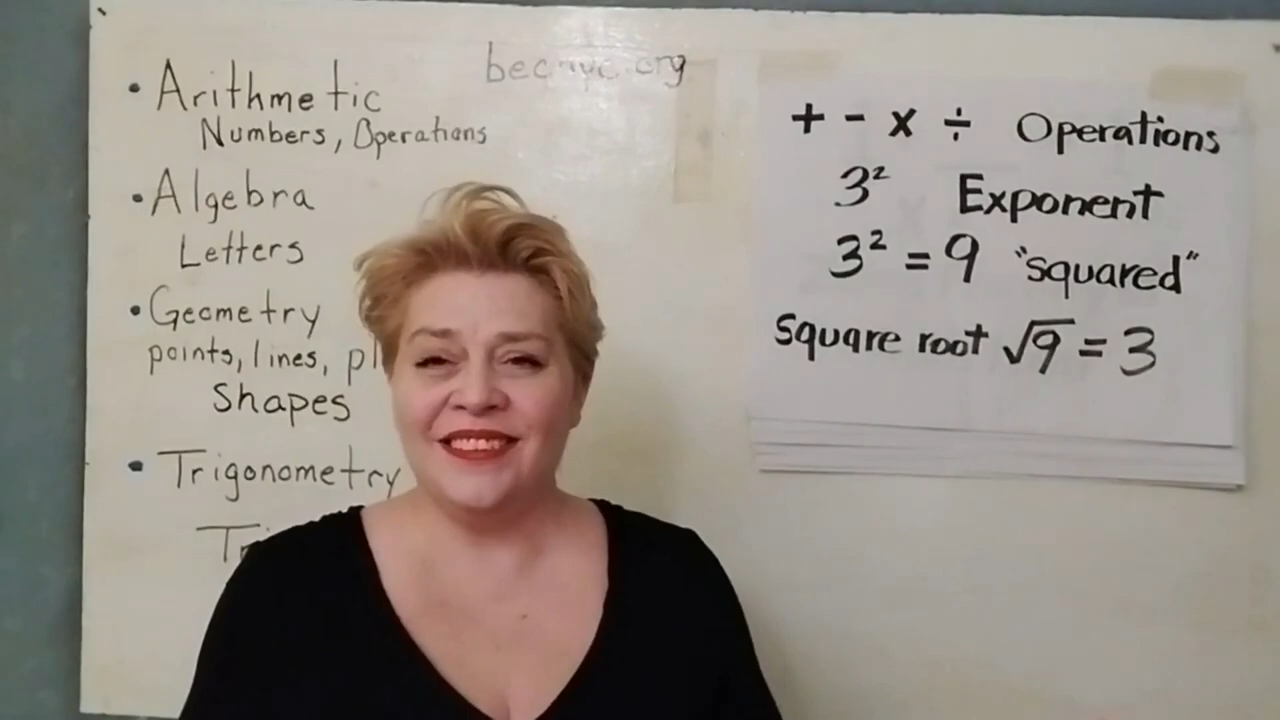 becnyc.org
• Arithmetic
Numbers, Operations
• Algebra
Letters
• Geometry
points, lines,
Shapes
• Trigonometry
+ - x ÷ Operations
3² Exponent
3² = 9 "squared"
Square root √9 = 3